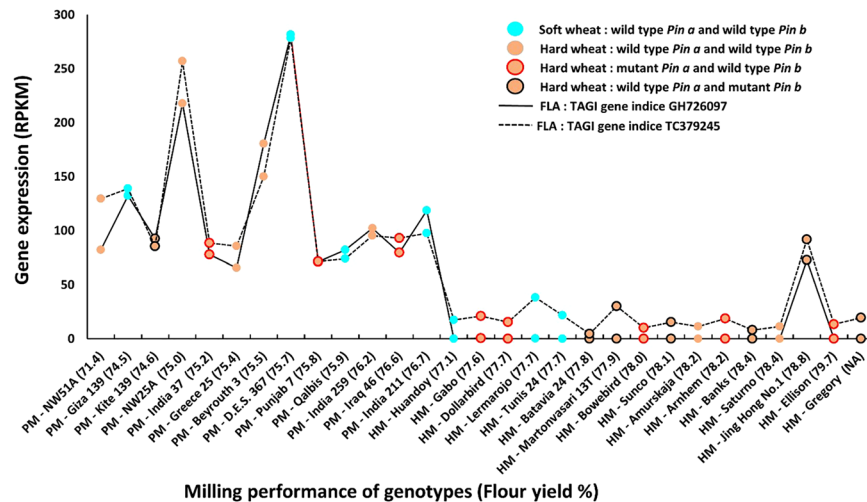 300
250
200
150
100
50
0
Gene expression (RPKM)
Soft wheat : wild type Pin a and wild type Pin b
Hard wheat : wild type Pin a and wild type Pin b
Hard wheat : mutant Pin a and wild type Pin b
Hard wheat : wild type Pin a and mutant Pin b
FLA : TAGI gene indice GH726097
FLA : TAGI gene indice TC379245
PM - NW51A (71.4)
PM - Giza 139 (74.5)
PM - Kite 139 (74.6)
PM - NW25A (75.0)
PM - India 37 (75.2)
PM - Greece 25 (75.4)
PM - Beyrouth 3 (75.5)
PM - D.E.S. 367 (75.7)
PM - Punjab 7 (75.8)
PM - Qalbis (75.9)
PM - India 259 (76.2)
PM - Iraq 46 (76.6)
PM - India 211 (76.7)
HM - Huandoy (77.1)
HM - Gabo (77.6)
HM - Dollarbird (77.7)
HM - Lermarojo (77.7)
HM - Tunis 24 (77.7)
HM - Batavia 24 (77.8)
HM - Martonvasari 13T (77.9)
HM - Bowebird (78.0)
HM - Sunco (78.1)
HM - Amurskaja (78.2)
HM - Arnhem (78.2)
HM - Banks (78.4)
HM - Saturno (78.4)
HM - Jing Hong No.1 (78.8)
HM - Ellison (79.7)
HM - Gregory (NA)
Milling performance of genotypes (Flour yield %)